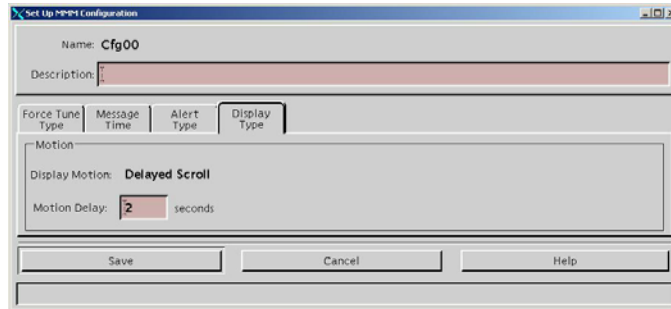 Set Up MMM Configuration
Name: Cfg00
Description:
Force Tune Type
Message Time
Alert Type
Display Type
Motion
Display Motion: Delayed Scroll
Motion Delay: 2 seconds
Save Cancel Help